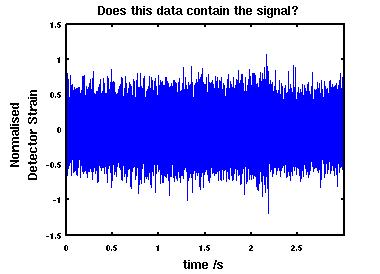 Does this data contain the signal?
1.5
1
0.5
0
-0.5
-1
-1.5
Normalised
Detector Strain
0 0.5 1 1.5 2 2.5
time /s